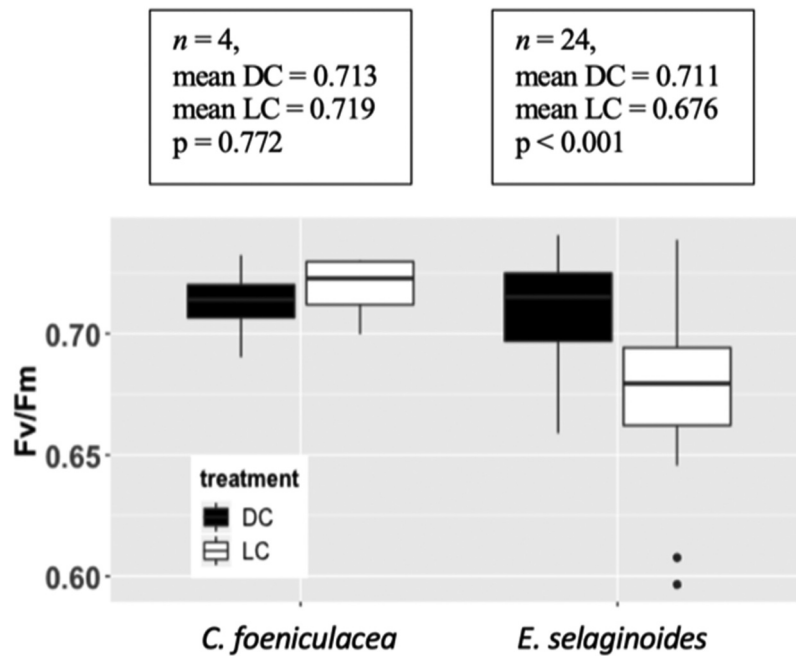 n = 4,
mean DC = 0.713
mean LC = 0.719
p = 0.772
n = 24,
mean DC = 0.711
mean LC = 0.676
p < 0.001
Fv/Fm
0.70
0.65
0.60
treatment
DC
LC
C. foeniculacea
E. selaginoides